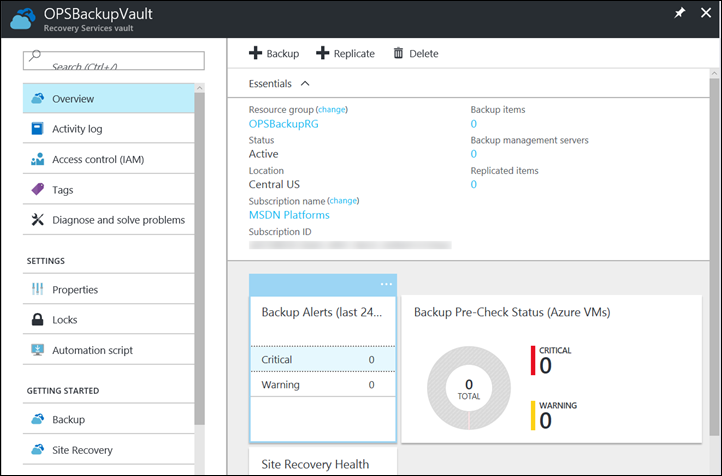 OPSBackupVault
Recovery Services vault
Search (Ctrl+/)
Overview
Activity log
Access control (IAM)
Tags
Diagnose and solve problems
SETTINGS
Properties
Locks
Automation script
GETTING STARTED
Backup
Site Recovery
Backup Replicate Delete
Essentials
Resource group (change)
OPSBackupRG
Status
Active
Location
Central US
Subscription name (change)
MSDN Platforms
Subscription ID
Backup items
0
Backup management servers
0
Replicated items
0
...
Backup Alerts (last 24...
Critical 0
Warning 0
Backup Pre-Check Status (Azure VMs)
0
TOTAL
CRITICAL
0
WARNING
0
Site Recovery Health